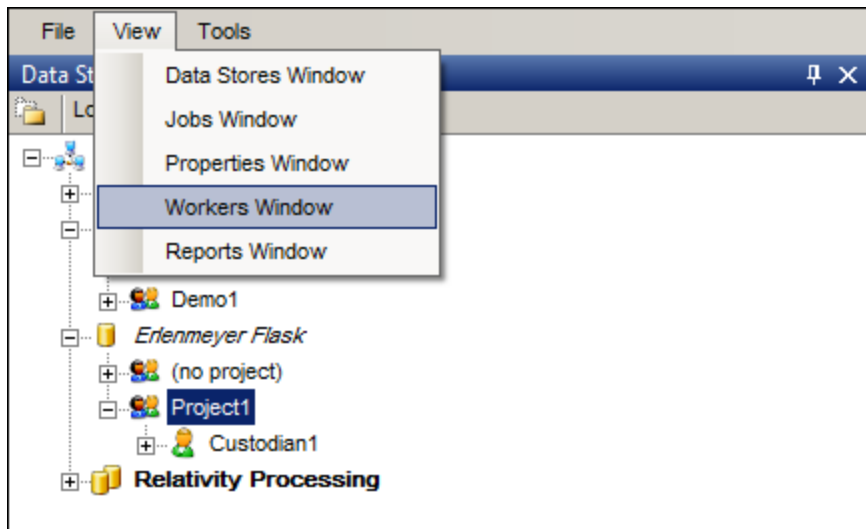 File View Tools
Data St
Lo
Data Stores Window
Jobs Window
Properties Window
Workers Window
Reports Window
Demo1
Erlenmeyer Flask
(no project)
Project1
Custodian1
Relativity Processing